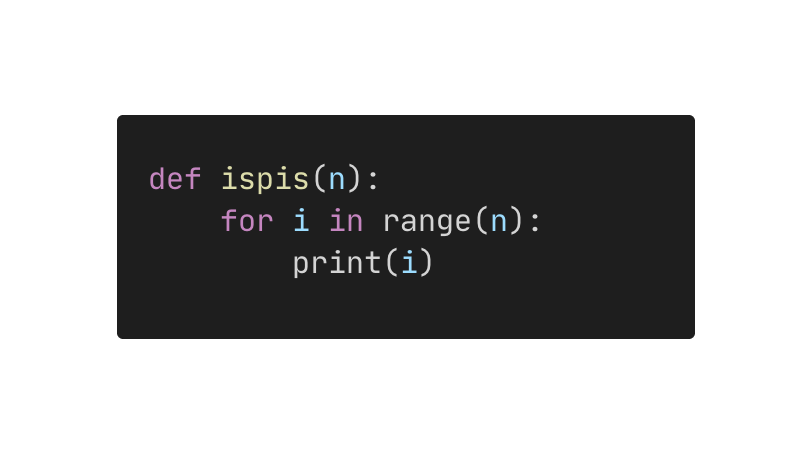 def ispis(n):
    for i in range(n):
        print(i)